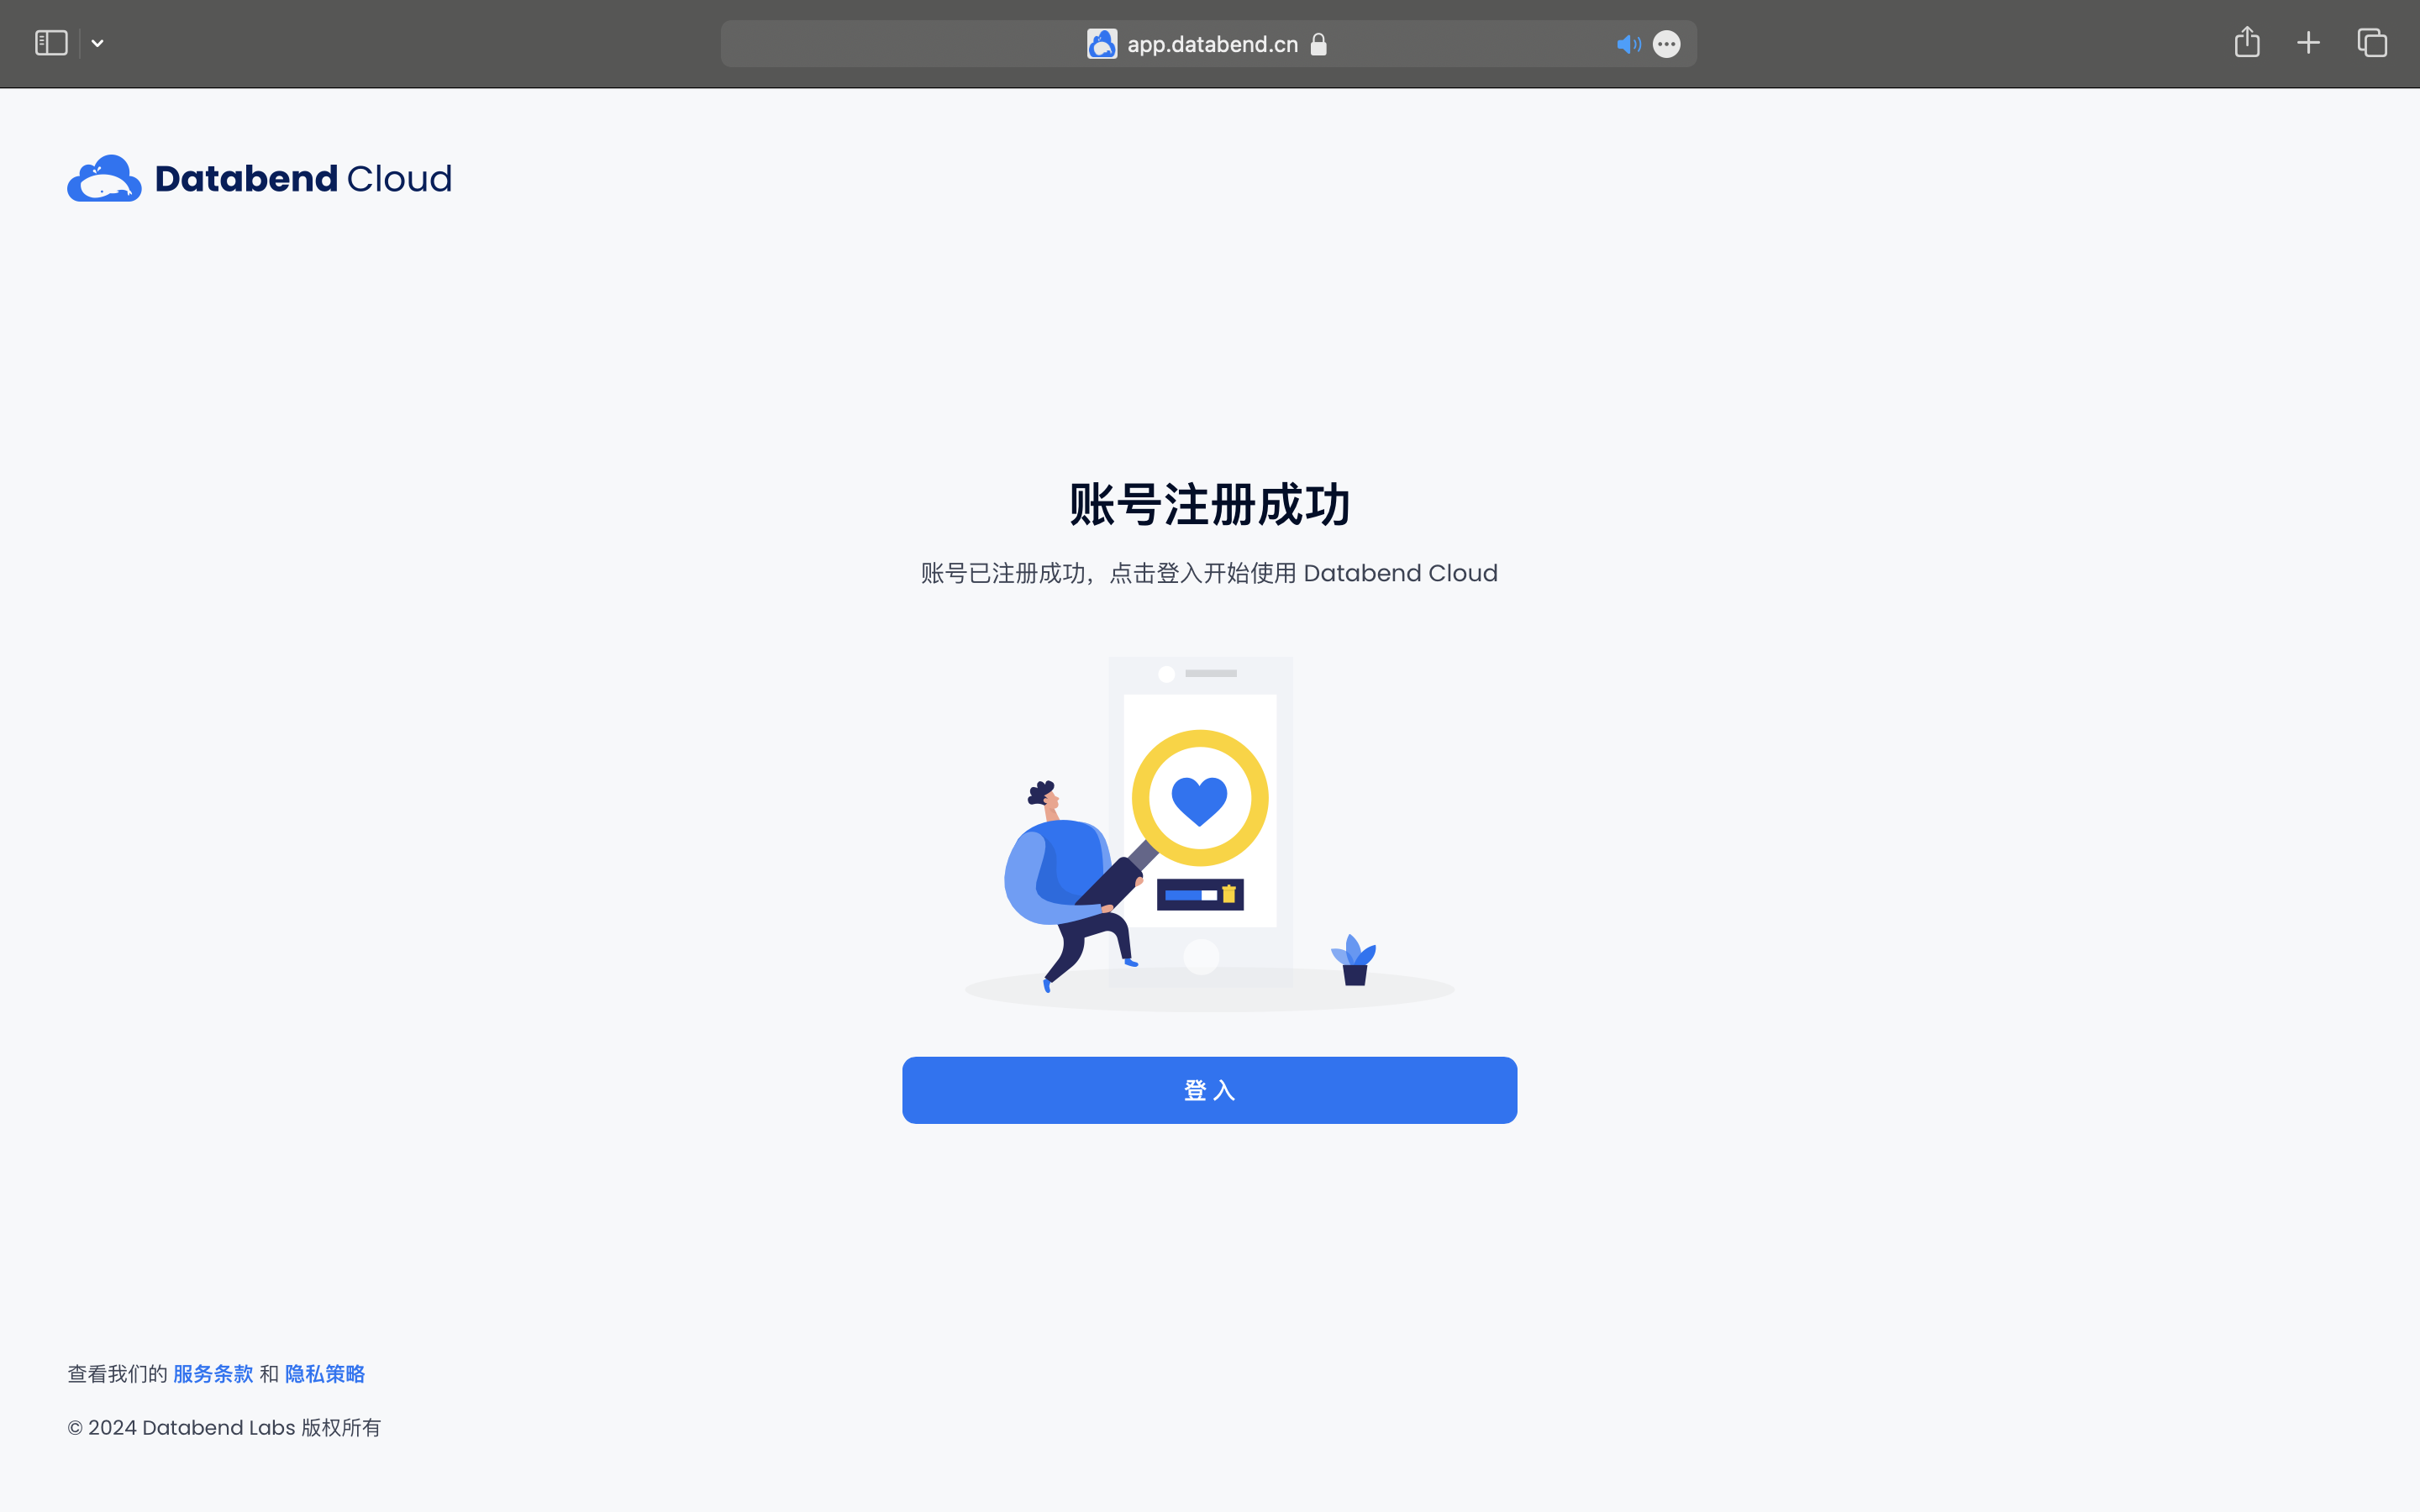 app.databend.cn
Databend Cloud
账号注册成功
账号已注册成功，点击登入开始使用 Databend Cloud
登 入
查看我们的 服务条款 和 隐私策略
© 2024 Databend Labs 版权所有